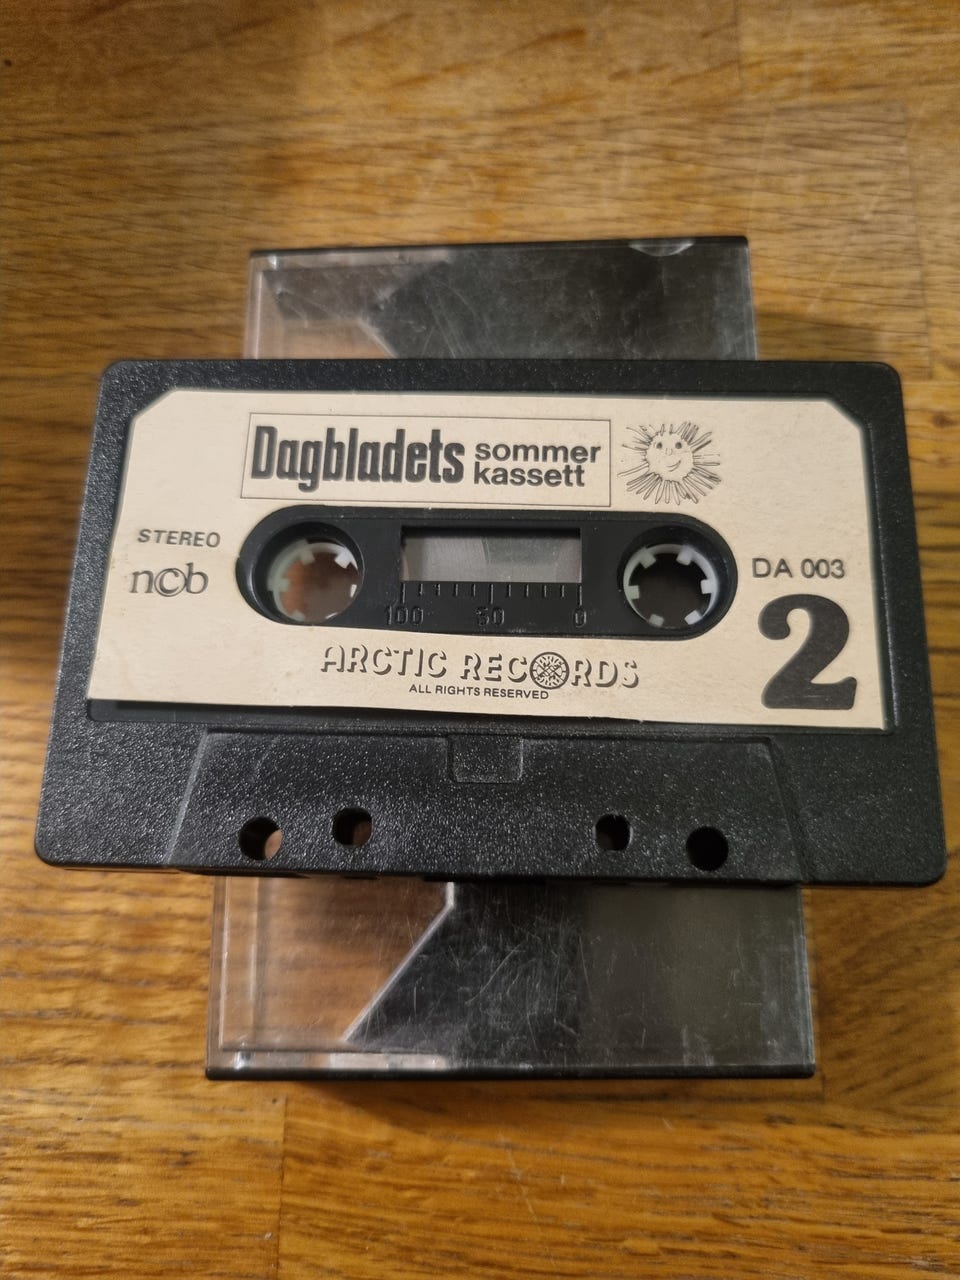 Dagbladets sommer
kassett
STEREO
ncb
DA 003
2
100 50 0
ARCTIC RECORDS
ALL RIGHTS RESERVED